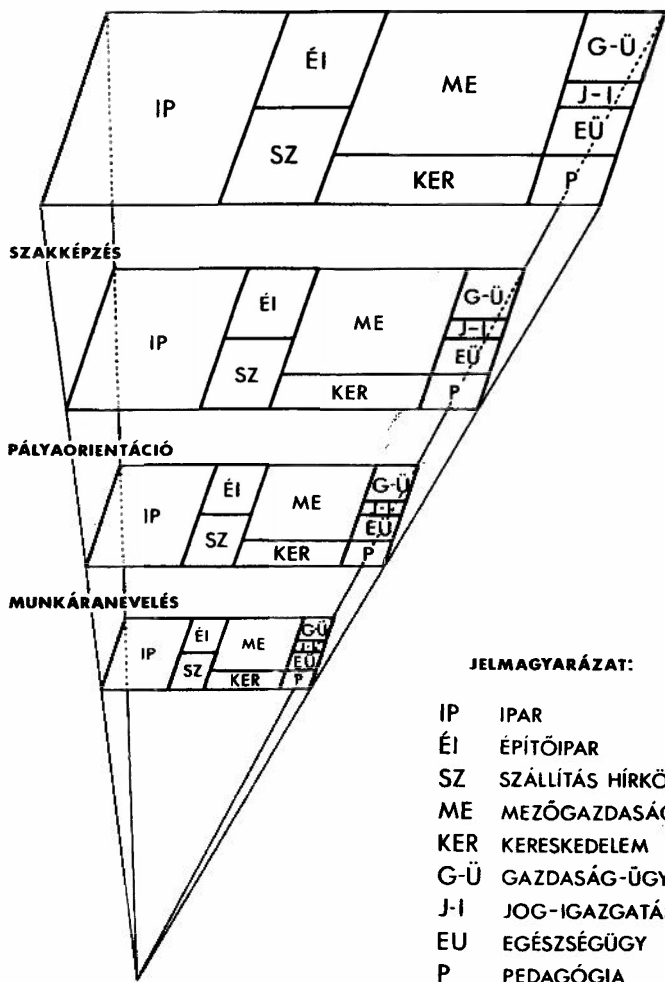 G-Ü
ÉI
ME
IP
J-I
EÜ
SZ
KER
P
SZAKKÉPZÉS
G-Ü
ÉI
ME
J-I
IP
EÜ
SZ
KER
P
PÁLYAORIENTÁCIÓ
G-Ü
ÉI
ME
J-I
IP
EÜ
SZ
KER
P
MUNKÁRANEVELÉS
G-Ü
ÉI
ME
J-I
IP
EÜ
SZ
KER
P
JELMAGYARÁZAT:
IP IPAR
ÉI ÉPÍTŐIPAR
SZ SZÁLLÍTÁS HÍRKÖ
ME MEZŐGAZDASÁG
KER KERESKEDELEM
G-Ü GAZDASÁG-ÜGY
J-I JOG-IGAZGATÁ
EU EGÉSZSÉGÜGY
P PEDAGÓGIA